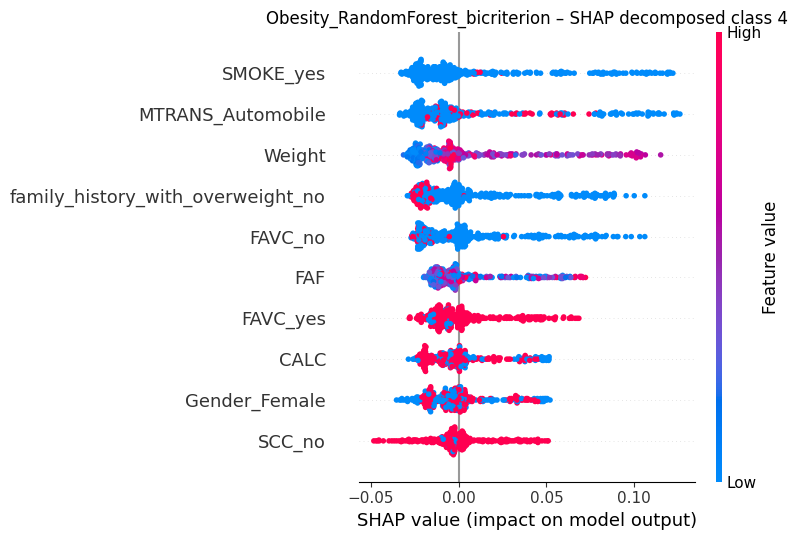 Obesity_RandomForest_bicriterion – SHAP decomposed class 4
High
SMOKE_yes
MTRANS_Automobile
Weight
family_history_with_overweight_no
FAVC_no
FAF
FAVC_yes
CALC
Gender_Female
SCC_no
Feature value
Low
−0.05 0.00 0.05 0.10
SHAP value (impact on model output)